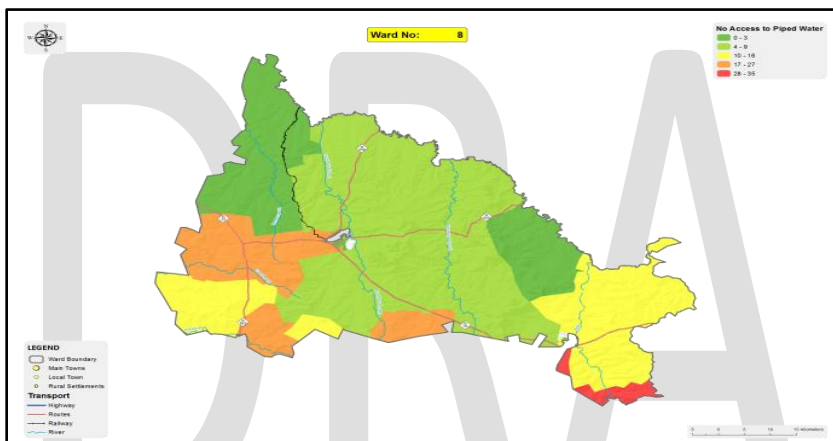 N
W E
S
Ward No: 8
No Access to Piped Water
0 - 3
4 - 9
10 - 16
17 - 27
28 - 35
LEGEND
Ward Boundary
Main Towns
Local Town
Rural Settlements
Transport
Highway
Routes
Railway
River
DRA